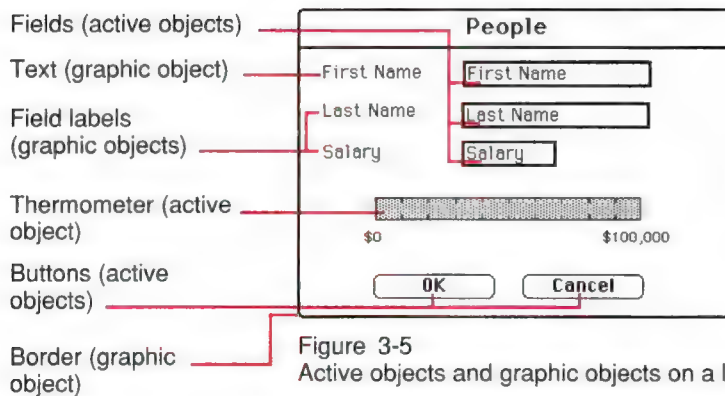 Fields (active objects)
Text (graphic object)
Field labels
(graphic objects)
Thermometer (active
object)
Buttons (active
objects)
Border (graphic
object)
People
First Name First Name
Last Name Last Name
Salary Salary
$0 $100,000
OK Cancel
Figure 3-5
Active objects and graphic objects on a